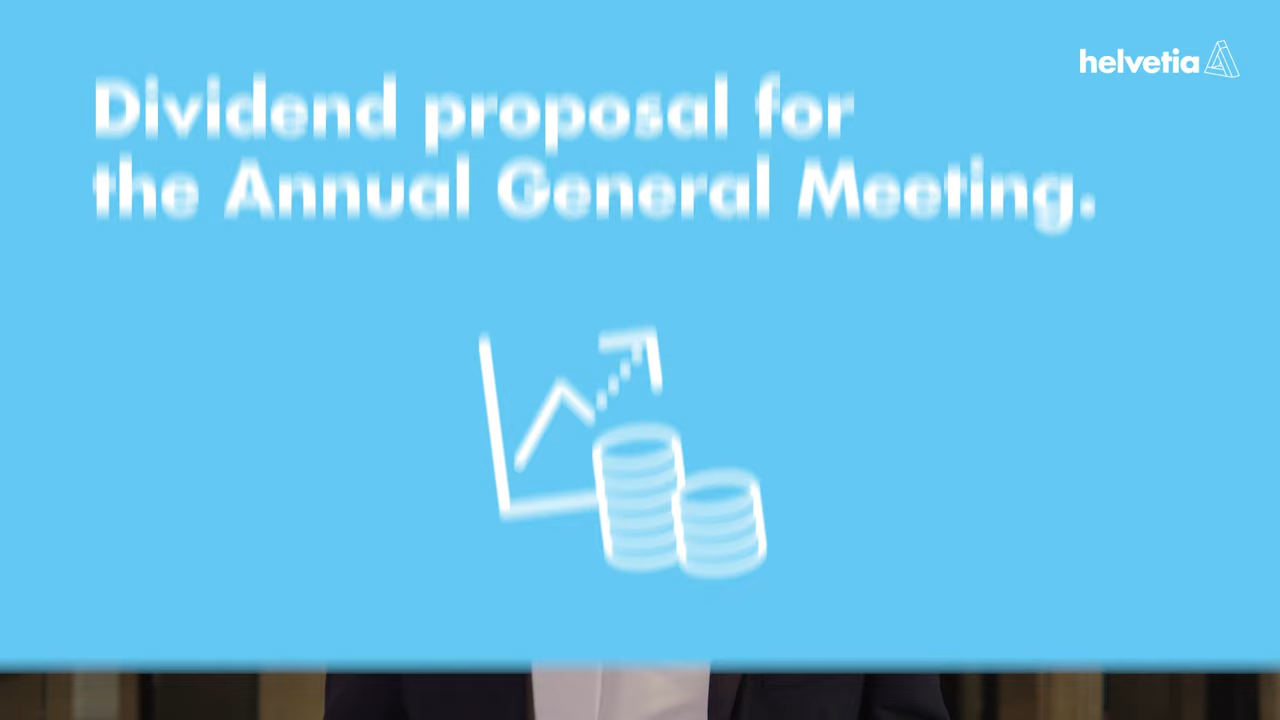 helvetia
Dividend proposal for
the Annual General Meeting.